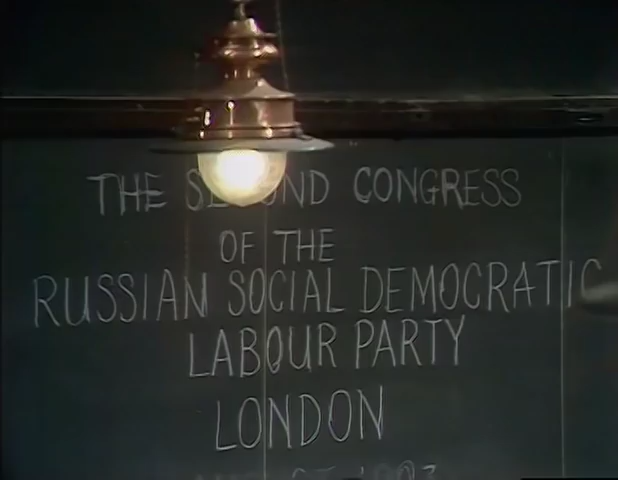 THE SECOND CONGRESS
OF THE
RUSSIAN SOCIAL DEMOCRATIC
LABOUR PARTY
LONDON